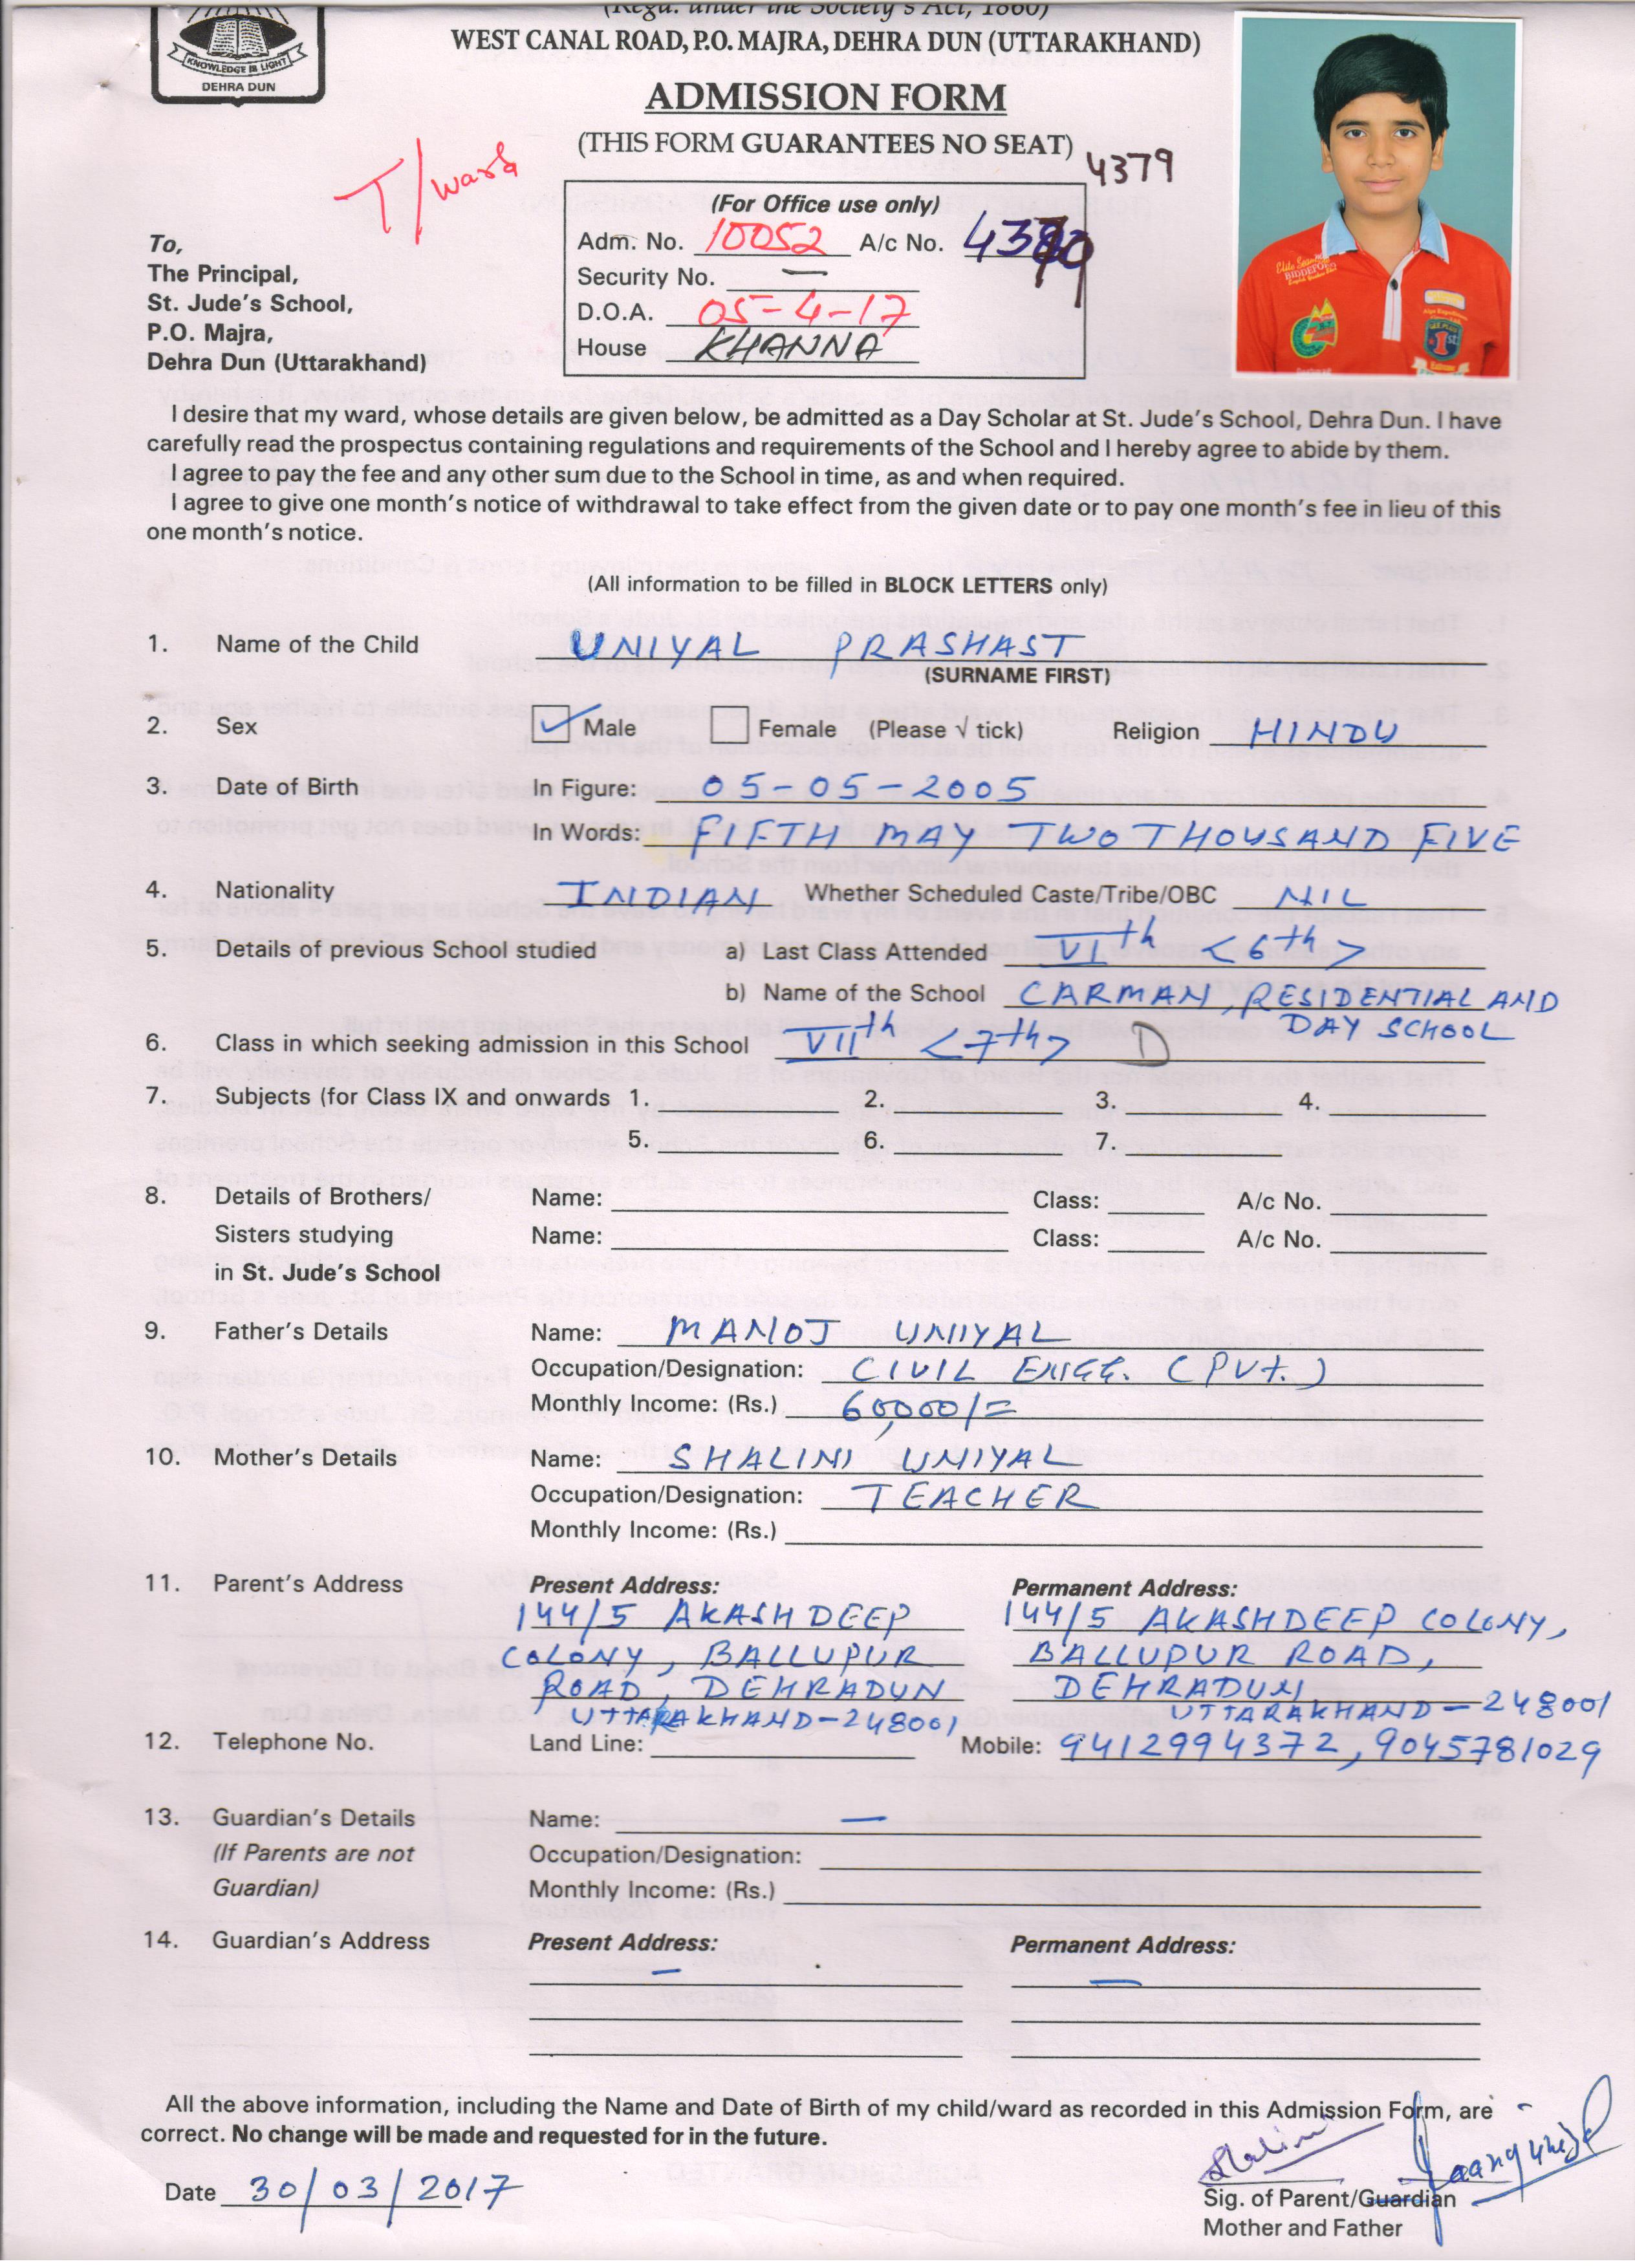 (Regd. under the Society's Act, 1860)
WEST CANAL ROAD, P.O. MAJRA, DEHRA DUN (UTTARAKHAND)
KNOWLEDGE IS LIGHT
DEHRA DUN
ADMISSION FORM
(THIS FORM GUARANTEES NO SEAT)
4379
T/ward
(For Office use only)
Adm. No. 10052 A/c No.
Security No. —
D.O.A. 05-4-17
House KHANNA
To,
The Principal,
St. Jude's School,
P.O. Majra,
Dehra Dun (Uttarakhand)
I desire that my ward, whose details are given below, be admitted as a Day Scholar at St. Jude's School, Dehra Dun. I have
carefully read the prospectus containing regulations and requirements of the School and I hereby agree to abide by them.
I agree to pay the fee and any other sum due to the School in time, as and when required.
I agree to give one month's notice of withdrawal to take effect from the given date or to pay one month's fee in lieu of this
one month's notice.
(All information to be filled in BLOCK LETTERS only)
1. Name of the Child UNIYAL PRASHAST
(SURNAME FIRST)
2. Sex Male Female (Please √ tick) Religion HINDU
3. Date of Birth In Figure: 05-05-2005
In Words: FIFTH MAY TWO THOUSAND FIVE
4. Nationality INDIAN Whether Scheduled Caste/Tribe/OBC NIL
5. Details of previous School studied a) Last Class Attended VIth <6th>
b) Name of the School CARMAN, RESIDENTIAL AND
DAY SCHOOL
6. Class in which seeking admission in this School VIIth <7th> D
7. Subjects (for Class IX and onwards 1. 2. 3. 4.
5. 6. 7.
8. Details of Brothers/ Name: Class: A/c No.
Sisters studying Name: Class: A/c No.
in St. Jude's School
9. Father's Details Name: MANOJ UNIYAL
Occupation/Designation: CIVIL ENGG. (PVt.)
Monthly Income: (Rs.) 60,000/=
10. Mother's Details Name: SHALINI UNIYAL
Occupation/Designation: TEACHER
Monthly Income: (Rs.)
11. Parent's Address Present Address: Permanent Address:
144/5 AKASHDEEP 144/5 AKASHDEEP COLONY,
COLONY, BALLUPUR BALLUPUR ROAD,
ROAD, DEHRADUN DEHRADUN
UTTARAKHAND-248001 UTTARAKHAND-248001
12. Telephone No. Land Line: Mobile: 9412994372, 9045781029
13. Guardian's Details Name: —
(If Parents are not Occupation/Designation:
Guardian) Monthly Income: (Rs.)
14. Guardian's Address Present Address: Permanent Address:
— —
All the above information, including the Name and Date of Birth of my child/ward as recorded in this Admission Form, are
correct. No change will be made and requested for in the future.
Shalini
Date 30/03/2017
Sig. of Parent/Guardian
Mother and Father